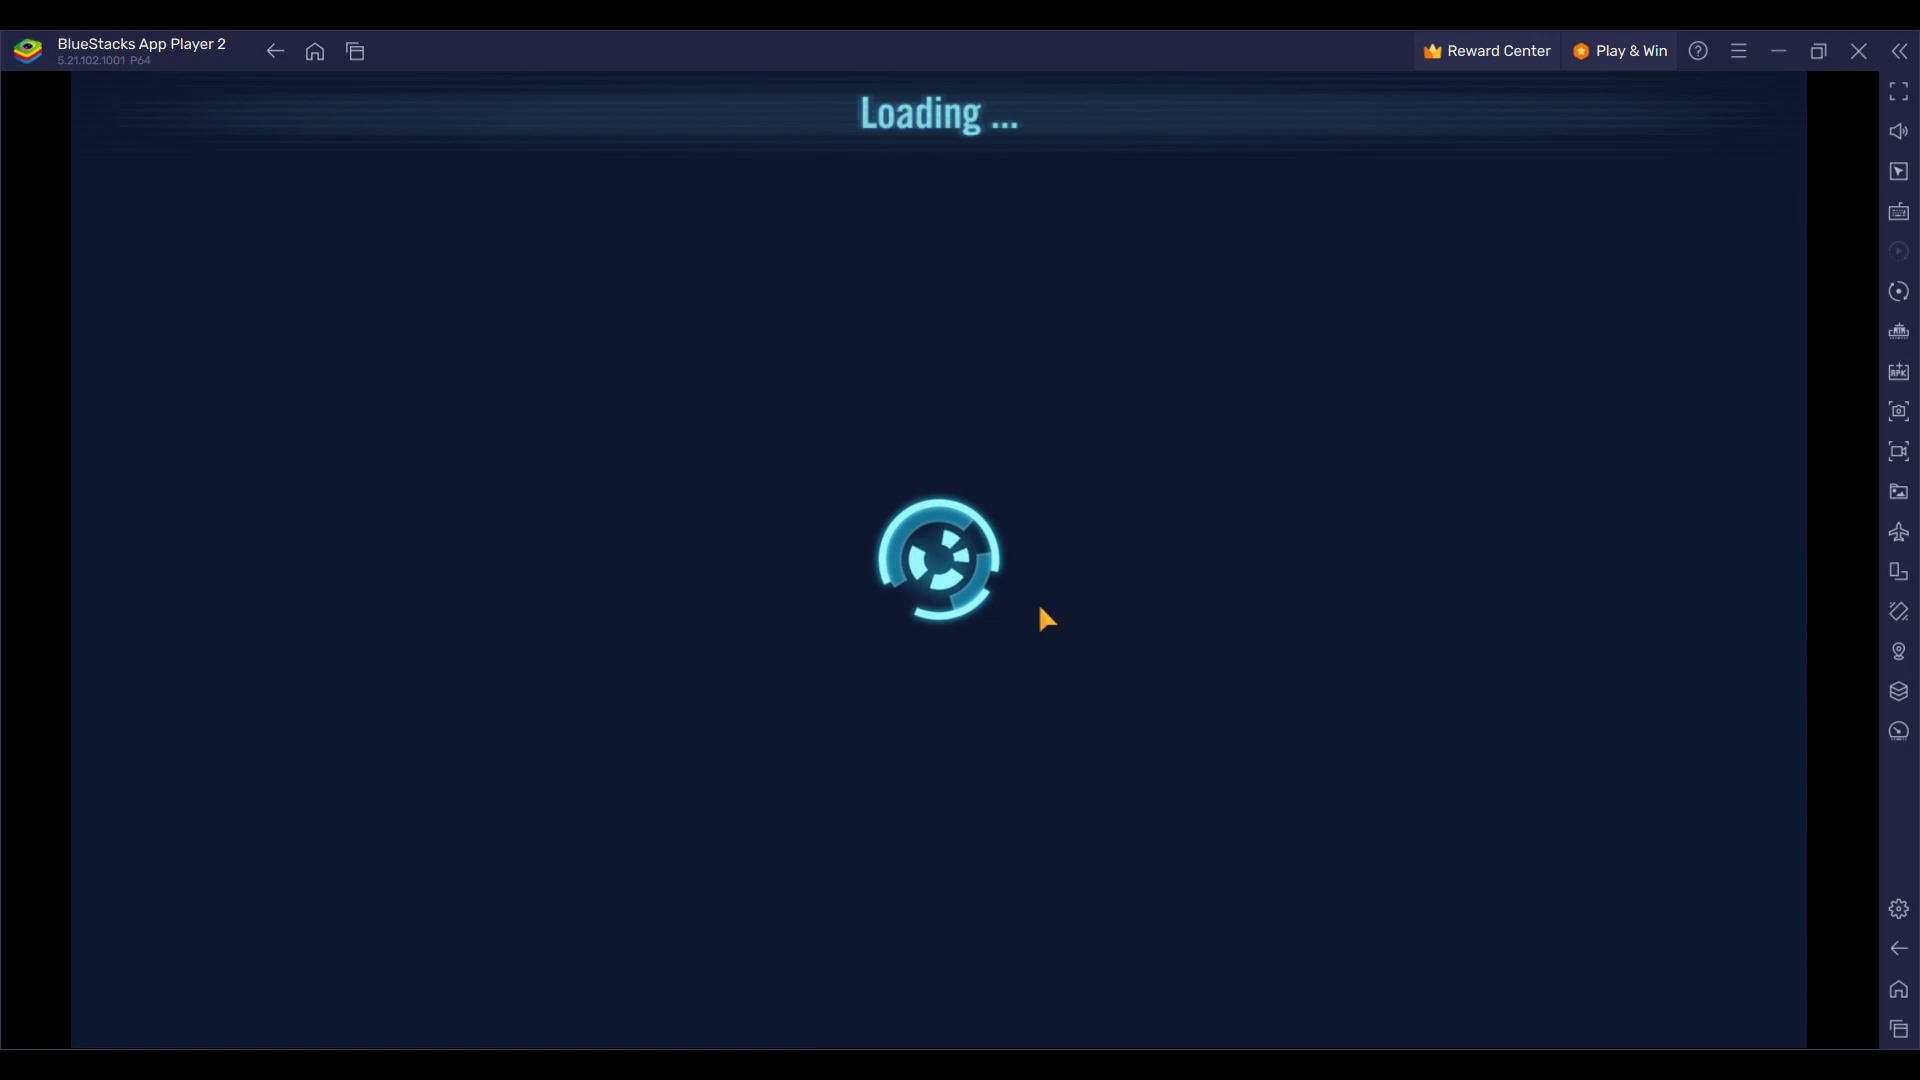 BlueStacks App Player 2
5.21.102.1001 P64
Reward Center
Play & Win
Loading ...